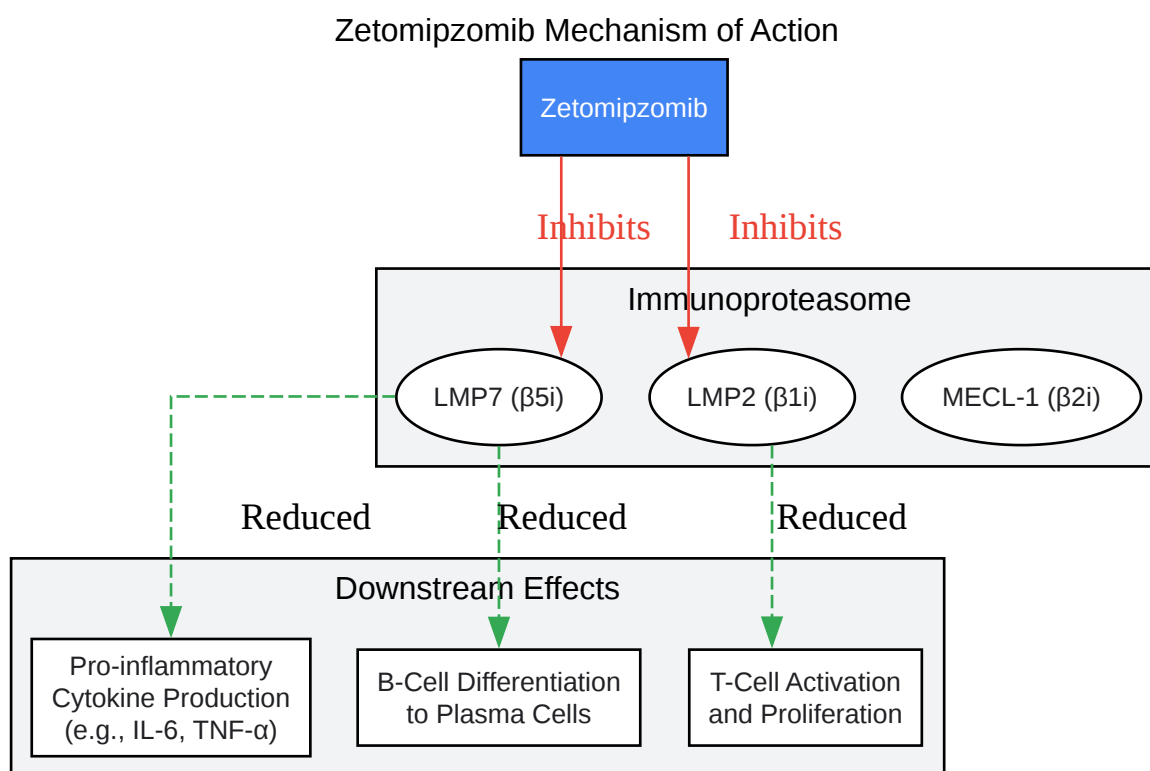 Zetomipzomib Mechanism of Action
Zetomipzomib
Inhibits
Inhibits
Immunoproteasome
LMP7 (β5i)
LMP2 (β1i)
MECL-1 (β2i)
Reduced
Reduced
Reduced
Downstream Effects
Pro-inflammatory
Cytokine Production
(e.g., IL-6, TNF-α)
B-Cell Differentiation
to Plasma Cells
T-Cell Activation
and Proliferation